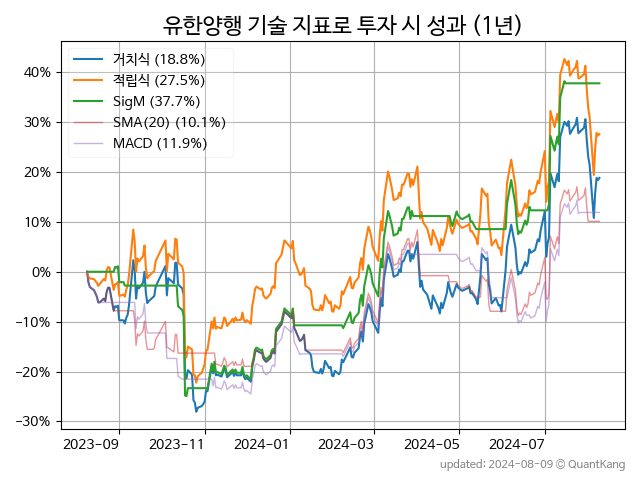 유한양행 기술 지표로 투자 시 성과 (1년)
거치식 (18.8%)
적립식 (27.5%)
SigM (37.7%)
SMA(20) (10.1%)
MACD (11.9%)
40%
30%
20%
10%
0%
−10%
−20%
−30%
2023-09 2023-11 2024-01 2024-03 2024-05 2024-07
updated: 2024-08-09 © QuantKang